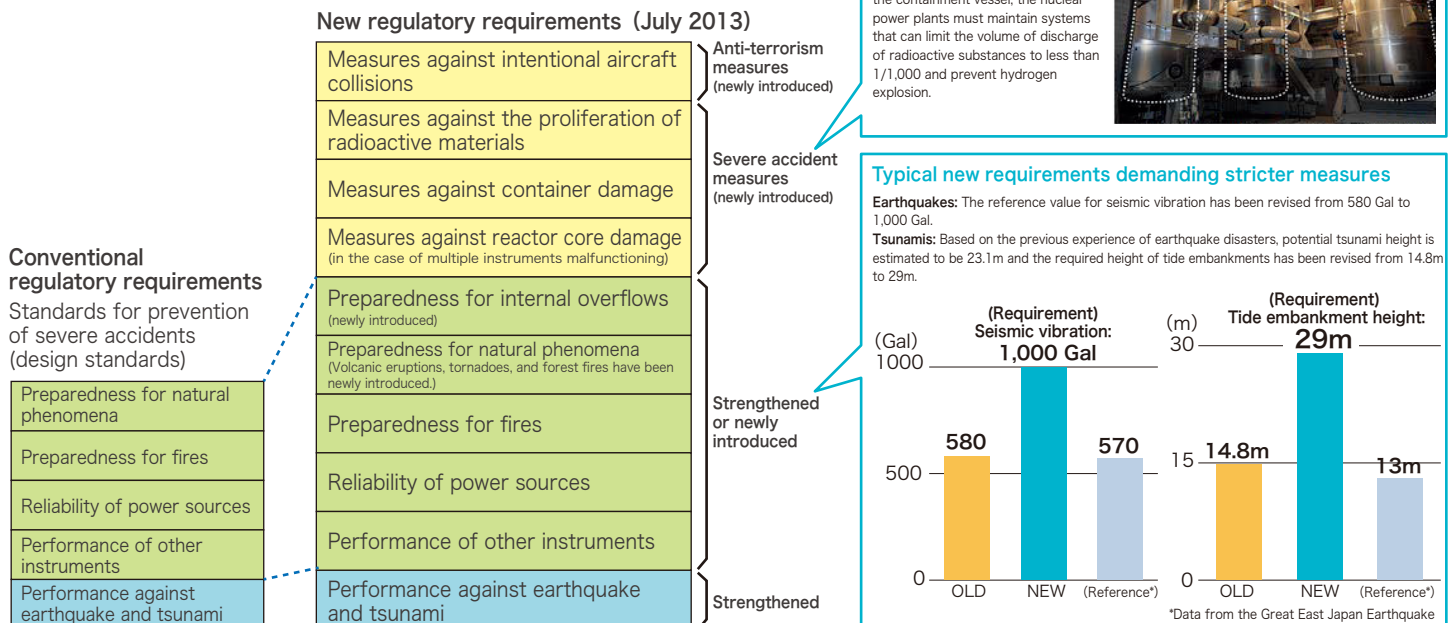 New regulatory requirements (July 2013)
Measures against intentional aircraft
collisions
Measures against the proliferation of
radioactive materials
Measures against container damage
Measures against reactor core damage
(in the case of multiple instruments malfunctioning)
Preparedness for internal overflows
(newly introduced)
Preparedness for natural phenomena
(Volcanic eruptions, tornadoes, and forest fires have been
newly introduced.)
Preparedness for fires
Reliability of power sources
Performance of other instruments
Performance against earthquake
and tsunami
Anti-terrorism
measures
(newly introduced)
Severe accident
measures
(newly introduced)
Strengthened
or newly
introduced
Strengthened
Conventional
regulatory requirements
Standards for prevention
of severe accidents
(design standards)
Preparedness for natural
phenomena
Preparedness for fires
Reliability of power sources
Performance of other
instruments
Performance against
earthquake and tsunami
the containment vessel, the nuclear
power plants must maintain systems
that can limit the volume of discharge
of radioactive substances to less than
1/1,000 and prevent hydrogen
explosion.
Typical new requirements demanding stricter measures
Earthquakes: The reference value for seismic vibration has been revised from 580 Gal to
1,000 Gal.
Tsunamis: Based on the previous experience of earthquake disasters, potential tsunami height is
estimated to be 23.1m and the required height of tide embankments has been revised from 14.8m
to 29m.
(Requirement)
Seismic vibration:
1,000 Gal
(Gal)
1000
500
0
580
570
OLD
NEW
(Reference*)
(Requirement)
Tide embankment height:
29m
(m)
30
15
0
14.8m
13m
OLD
NEW
(Reference*)
*Data from the Great East Japan Earthquake